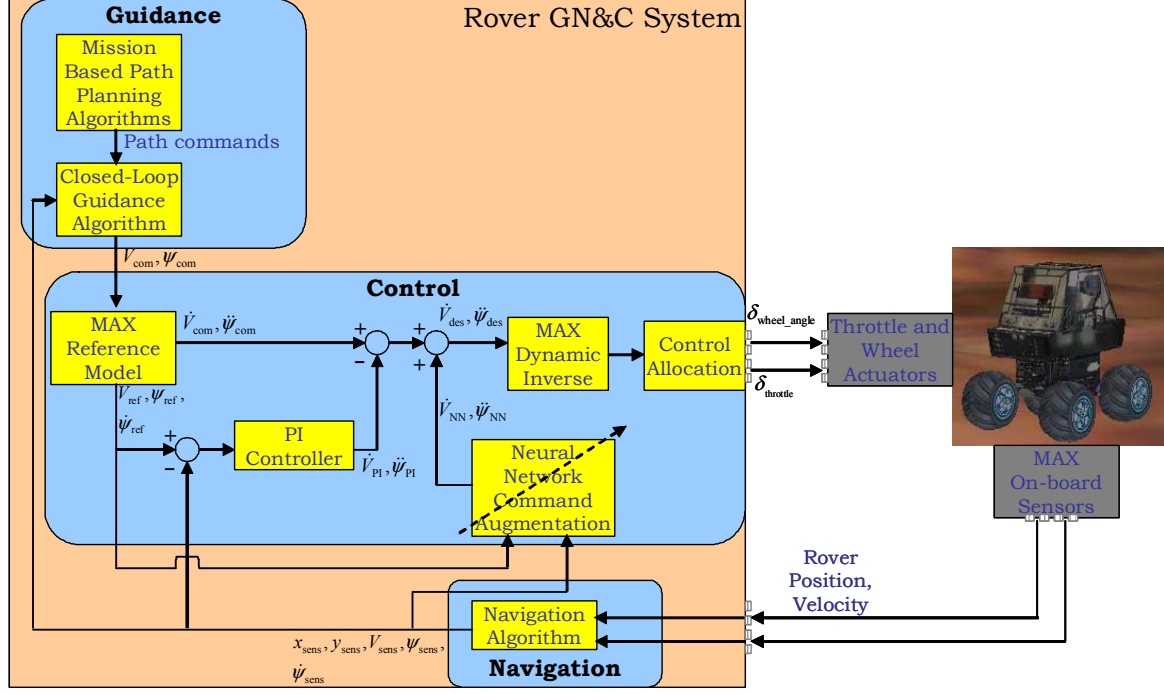 Rover GN&C System
Guidance
Mission
Based Path
Planning
Algorithms
Path commands
Closed-Loop
Guidance
Algorithm
V_com, ψ_com
Control
MAX
Reference
Model
V̇_com, ψ̈_com
V_ref, ψ_ref,
ψ̇_ref
+
−
PI
Controller
V̇_PI, ψ̈_PI
+
−
+
+
V̇_des, ψ̈_des
V̇_NN, ψ̈_NN
MAX
Dynamic
Inverse
Control
Allocation
Neural
Network
Command
Augmentation
δ_wheel_angle
δ_throttle
Throttle and
Wheel
Actuators
MAX
On-board
Sensors
Rover
Position,
Velocity
Navigation
Algorithm
Navigation
x_sens, y_sens, V_sens, ψ_sens,
ψ̇_sens